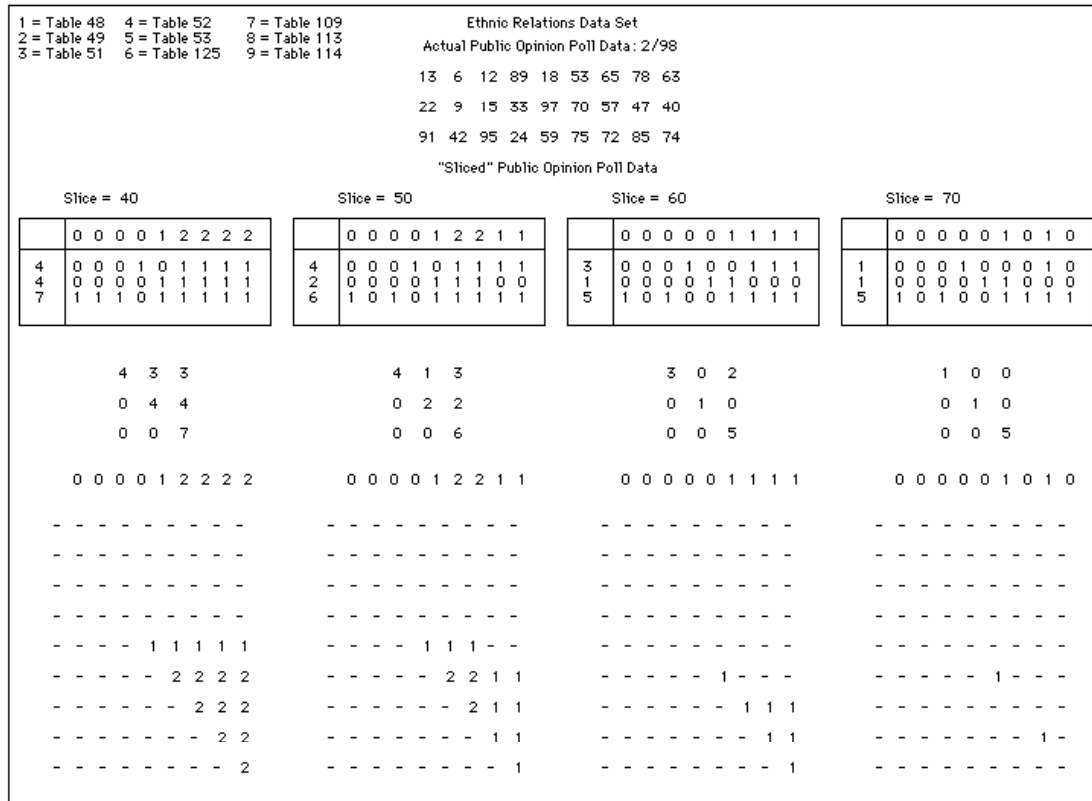 1 = Table 48 4 = Table 52 7 = Table 109
2 = Table 49 5 = Table 53 8 = Table 113
3 = Table 51 6 = Table 125 9 = Table 114
Ethnic Relations Data Set
Actual Public Opinion Poll Data: 2/98
13 6 12 89 18 53 65 78 63
22 9 15 33 97 70 57 47 40
91 42 95 24 59 75 72 85 74
"Sliced" Public Opinion Poll Data
Slice = 40 Slice = 50 Slice = 60 Slice = 70
0 0 0 0 1 2 2 2 2 0 0 0 0 1 2 2 1 1 0 0 0 0 0 1 1 1 1 0 0 0 0 0 1 0 1 0
4 0 0 0 1 0 1 1 1 1 4 0 0 0 1 0 1 1 1 1 3 0 0 0 1 0 0 1 1 1 1 0 0 0 1 0 0 0 1 0
4 0 0 0 0 1 1 1 1 1 2 0 0 0 0 1 1 1 0 0 1 0 0 0 0 1 1 0 0 0 1 0 0 0 0 1 1 0 0 0
7 1 1 1 0 1 1 1 1 1 6 1 0 1 0 1 1 1 1 1 5 1 0 1 0 0 1 1 1 1 5 1 0 1 0 0 1 1 1 1
4 3 3 4 1 3 3 0 2 1 0 0
0 4 4 0 2 2 0 1 0 0 1 0
0 0 7 0 0 6 0 0 5 0 0 5
0 0 0 0 1 2 2 2 2 0 0 0 0 1 2 2 1 1 0 0 0 0 0 1 1 1 1 0 0 0 0 0 1 0 1 0
- - - - - - - - - - - - - - - - - - - - - - - - - - - - - - - - - - - -
- - - - - - - - - - - - - - - - - - - - - - - - - - - - - - - - - - - -
- - - - - - - - - - - - - - - - - - - - - - - - - - - - - - - - - - - -
- - - - - - - - - - - - - - - - - - - - - - - - - - - - - - - - - - - -
- - - - 1 1 1 1 1 - - - - 1 1 1 - - - - - - - - - - - - - - - - - - - -
- - - - - 2 2 2 2 - - - - - 2 2 1 1 - - - - - 1 - - - - - - - - 1 - - -
- - - - - - 2 2 2 - - - - - - 2 1 1 - - - - - - 1 1 1 - - - - - - - - -
- - - - - - - 2 2 - - - - - - - 1 1 - - - - - - - 1 1 - - - - - - - 1 -
- - - - - - - - 2 - - - - - - - - 1 - - - - - - - - 1 - - - - - - - - -